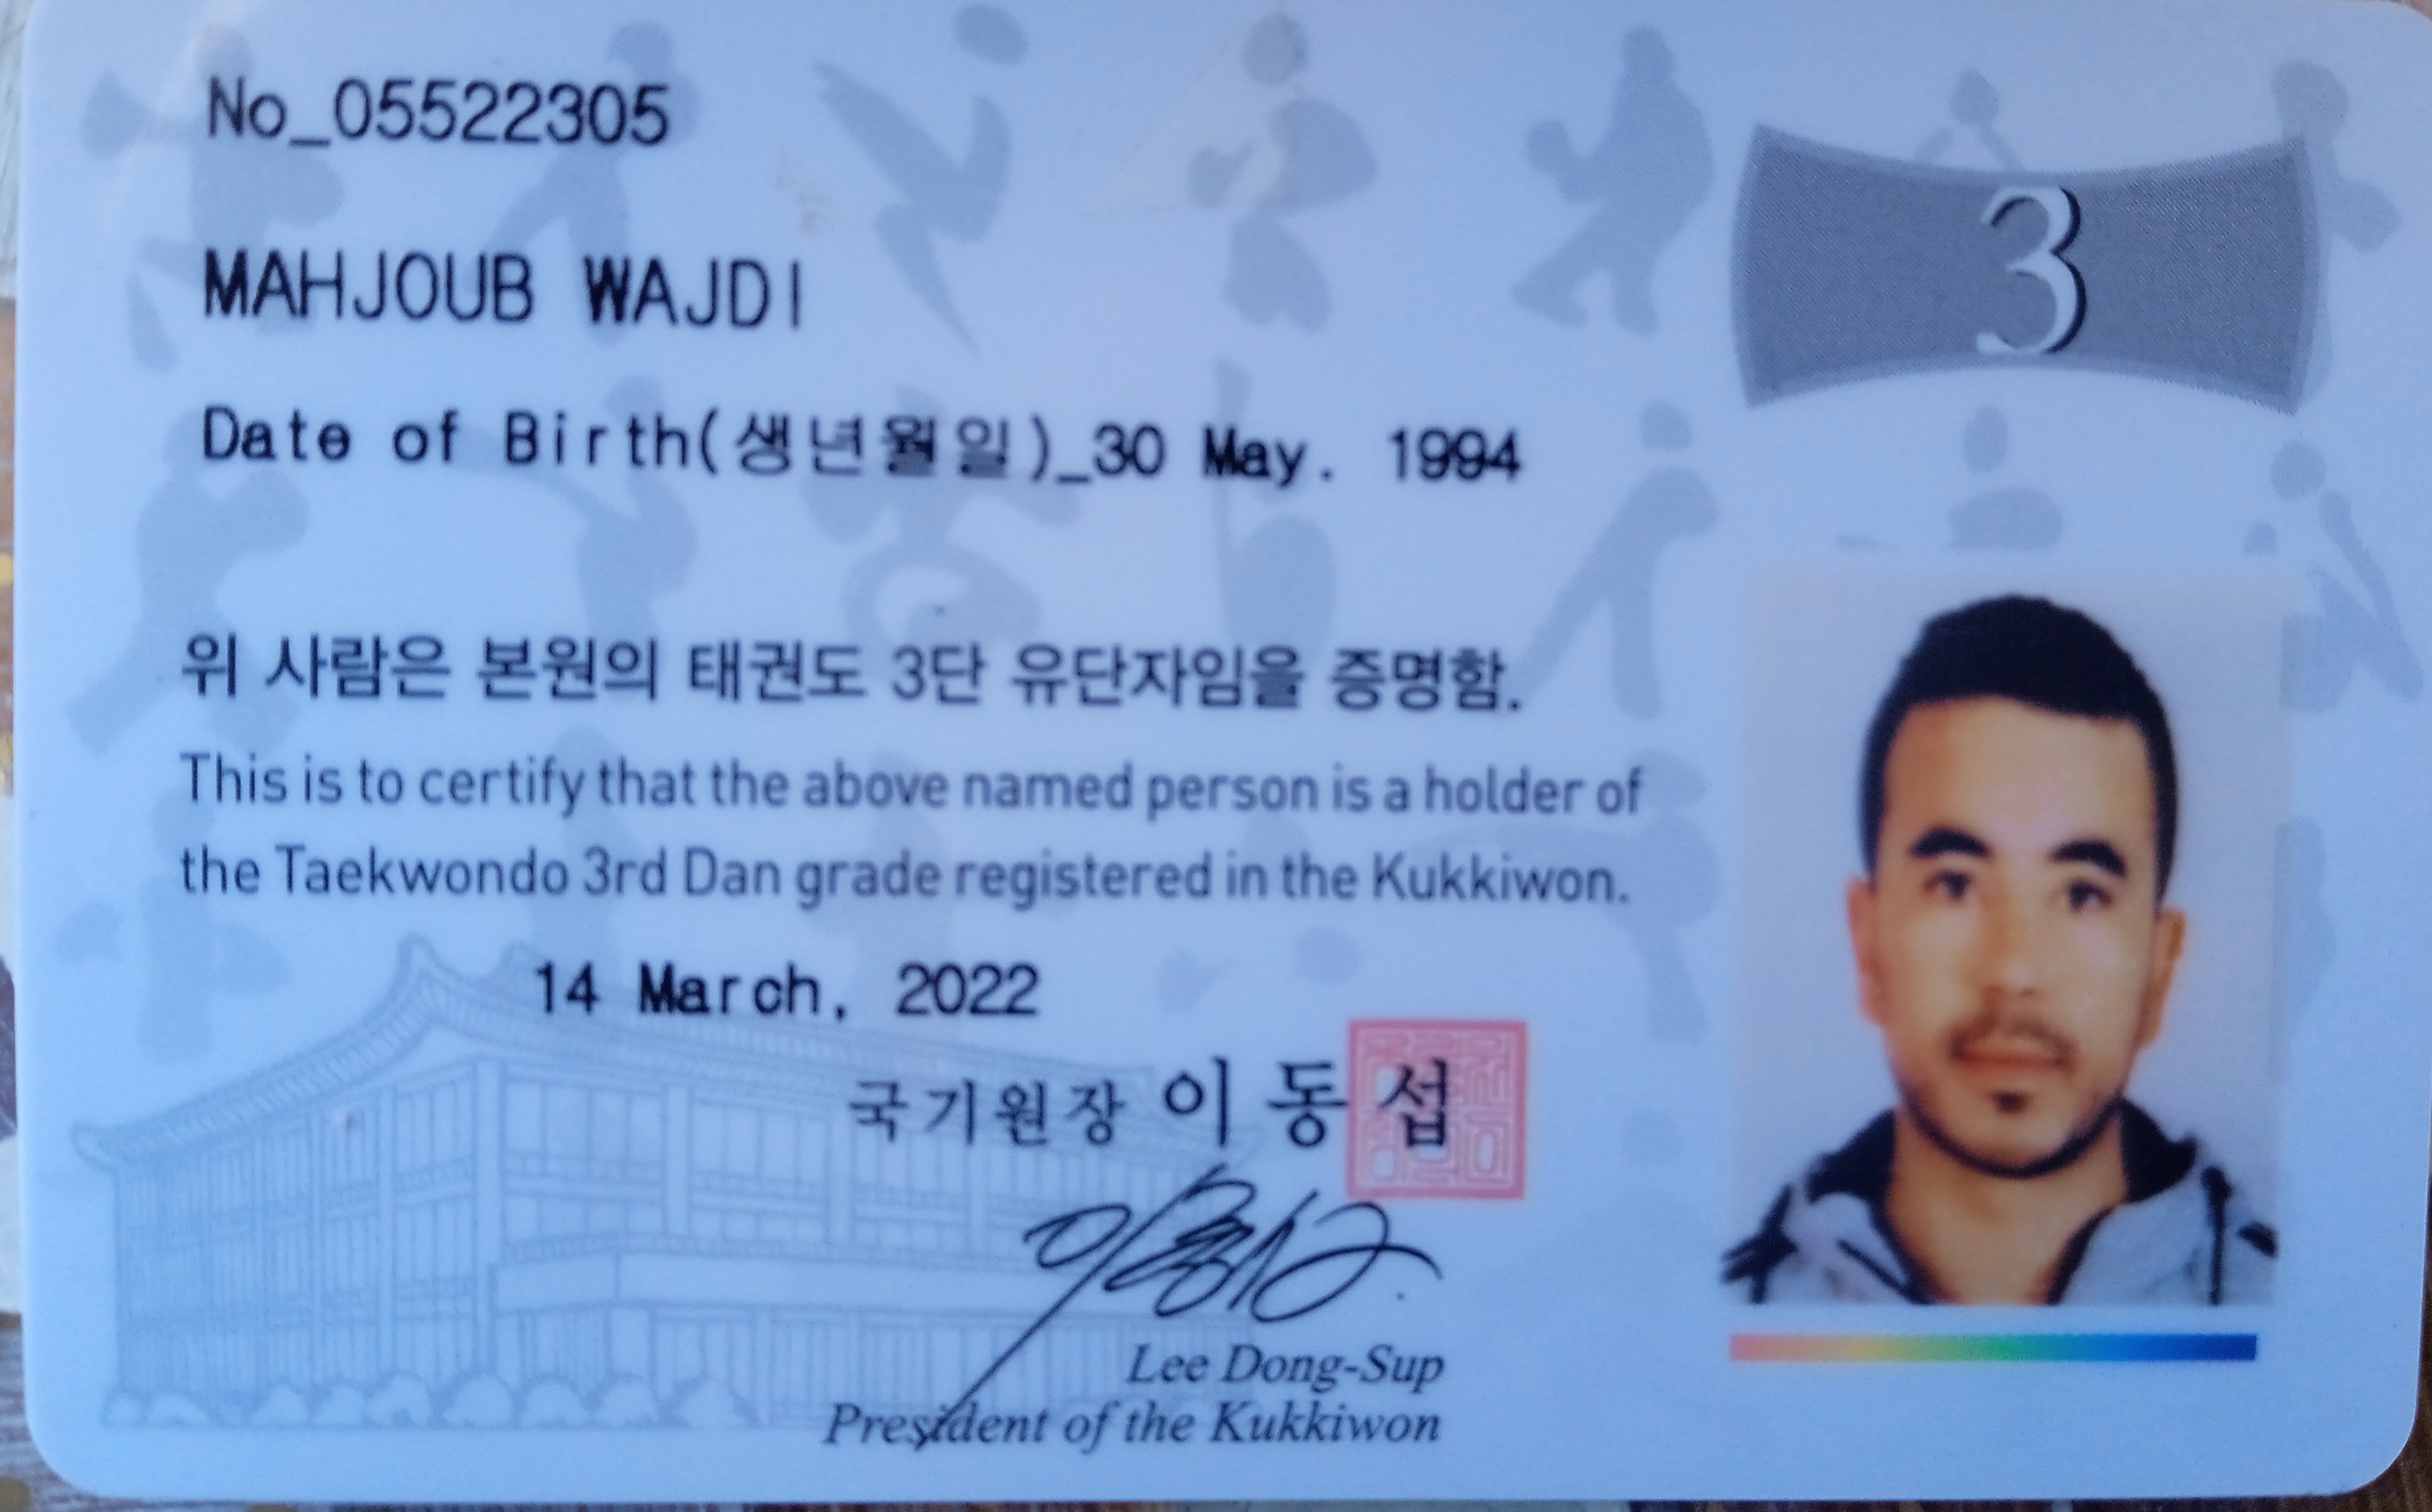 No_05522305
3
MAHJOUB WAJDI
Date of Birth(생년월일)_30 May. 1994
위 사람은 본원의 태권도 3단 유단자임을 증명함.
This is to certify that the above named person is a holder of
the Taekwondo 3rd Dan grade registered in the Kukkiwon.
14 March, 2022
국기원장 이동섭
Lee Dong-Sup
President of the Kukkiwon